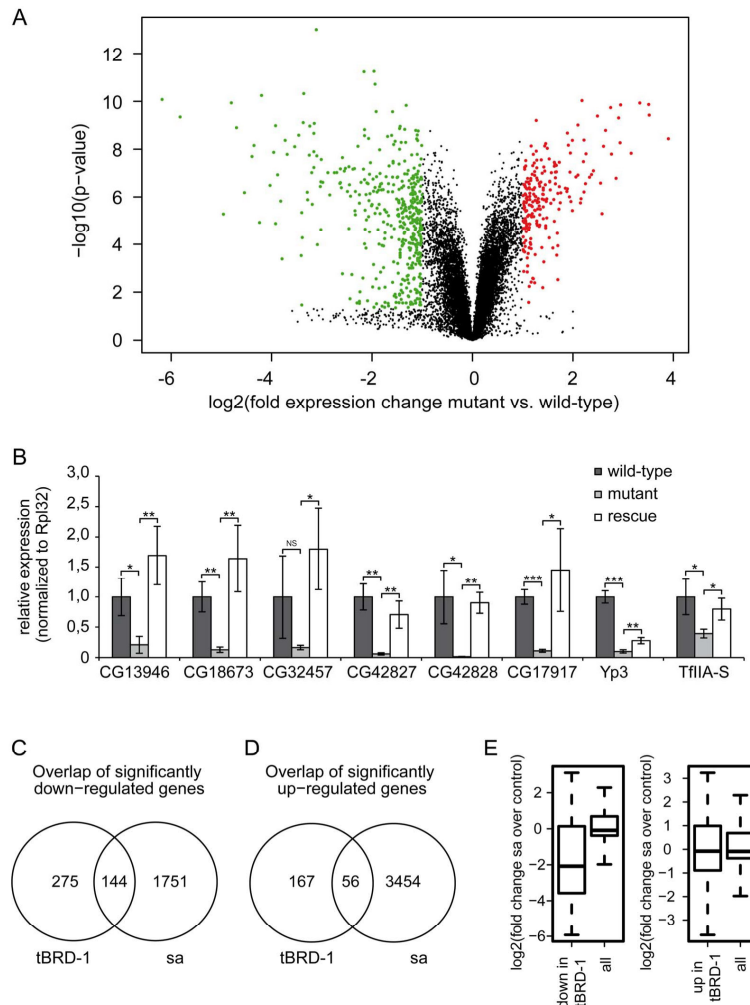 A
12
10
8
6
4
2
0
−log10(p−value)
-6
-4
-2
0
2
4
log2(fold expression change mutant vs. wild−type)
B
relative expression
(normalized to Rpl32)
3,0
2,5
2,0
1,5
1,0
0,5
0
wild-type
mutant
rescue
* ** ** ** NS * ** ** * ** *** * *** ** * *
CG13946 CG18673 CG32457 CG42827 CG42828 CG17917 Yp3 TfIIA-S
C
Overlap of significantly
down−regulated genes
275 144 1751
tBRD-1 sa
D
Overlap of significantly
up−regulated genes
167 56 3454
tBRD-1 sa
E
log2(fold change sa over control)
2
0
−2
−4
−6
down in
tBRD-1
all
log2(fold change sa over control)
3
2
1
0
−1
−2
−3
up in
tBRD-1
all